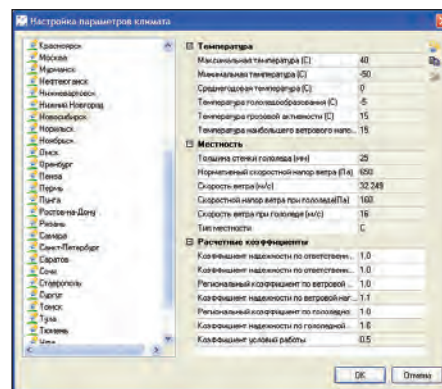 Настройка параметров климата
Красноярск
Москва
Мурманск
Нефтеюганск
Нижневартовск
Нижний Новгород
Новосибирск
Норильск
Ноябрьск
Омск
Оренбург
Пенза
Пермь
Пунга
Ростов-на-Дону
Рязань
Самара
Санкт-Петербург
Саратов
Сочи
Ставрополь
Сургут
Томск
Тула
Тюмень
Уфа
Температура
Максимальная температура (С) 40
Минимальная температура (С) -50
Среднегодовая температура (С) 0
Температура гололедообразования (С) -5
Температура грозовой активности (С) 15
Температура наибольшего ветрового напо... 15
Местность
Толщина стенки гололеда (мм) 25
Нормативный скоростной напор ветра (Па) 650
Скорость ветра (м/с) 32.249
Скоростной напор ветра при гололеде(Па) 160
Скорость ветра при гололеде (м/с) 16
Тип местности С
Расчетные коэффициенты
Коэффициент надежности по ответственн... 1.0
Коэффициент надежности по ответственн... 1.0
Региональный коэффициент по ветровой ... 1.0
Коэффициент надежности по ветровой наг... 1.1
Региональный коэффициент по гололедно... 1.0
Коэффициент надежности по гололедной ... 1.6
Коэффициент условий работы 0.5
ОК Отмена